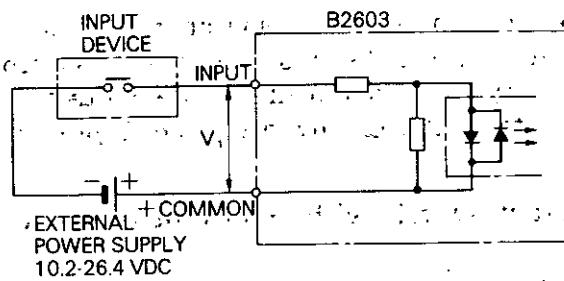 INPUT
DEVICE
B2603
INPUT
V₁
− +
+ COMMON
EXTERNAL
POWER SUPPLY
10.2-26.4 VDC